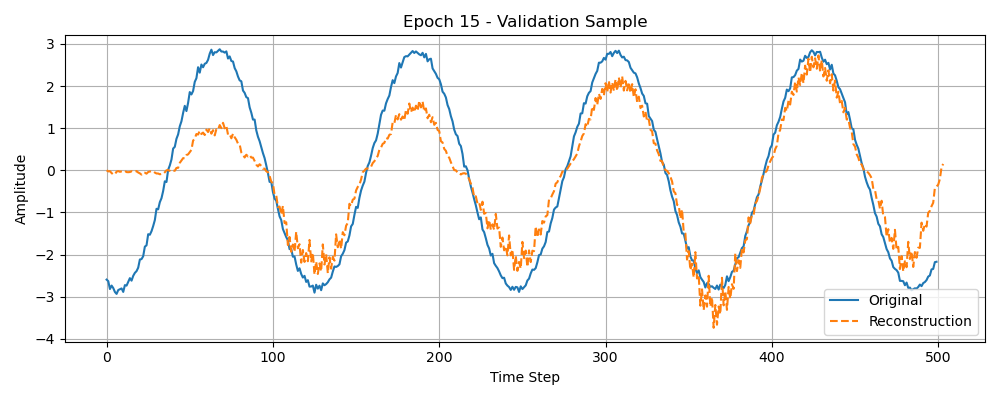 Epoch 15 - Validation Sample
3
2
1
0
−1
−2
−3
−4
Amplitude
0 100 200 300 400 500
Time Step
Original
Reconstruction